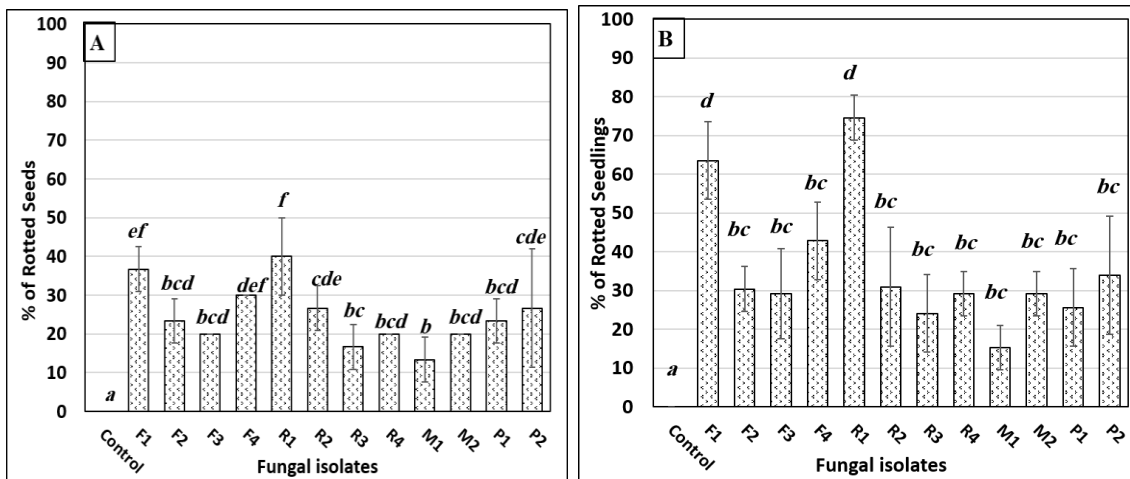 A
% of Rotted Seeds
100
90
80
70
60
50
40
30
20
10
0
a
ef
bcd
bcd
def
f
cde
bc
bcd
b
bcd
bcd
cde
Control
F1
F2
F3
F4
R1
R2
R3
R4
M1
M2
P1
P2
Fungal isolates
B
% of Rotted Seedlings
100
90
80
70
60
50
40
30
20
10
0
a
d
bc
bc
bc
d
bc
bc
bc
bc
bc
bc
bc
Control
F1
F2
F3
F4
R1
R2
R3
R4
M1
M2
P1
P2
Fungal isolates